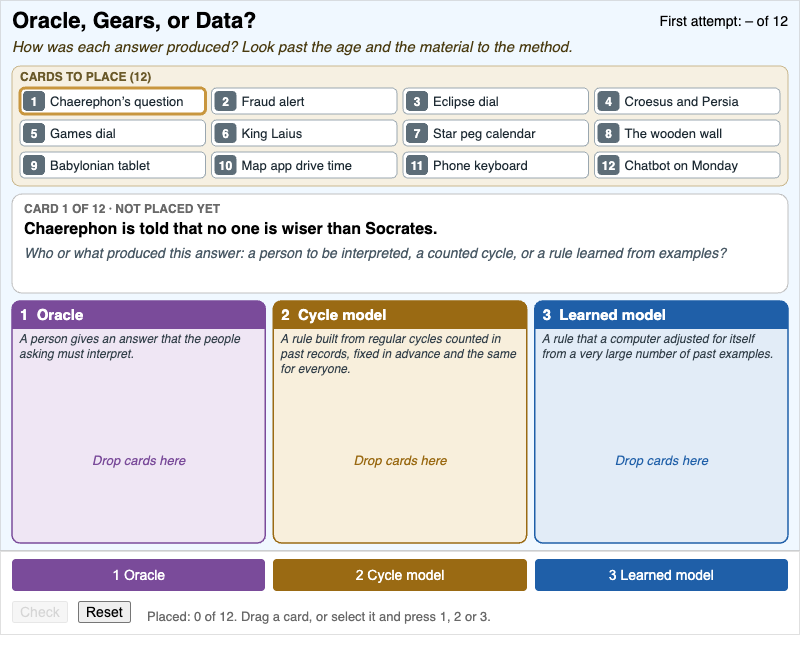 Oracle, Gears, or Data?
First attempt: – of 12
How was each answer produced? Look past the age and the material to the method.
CARDS TO PLACE (12)
1 Chaerephon's question
2 Fraud alert
3 Eclipse dial
4 Croesus and Persia
5 Games dial
6 King Laius
7 Star peg calendar
8 The wooden wall
9 Babylonian tablet
10 Map app drive time
11 Phone keyboard
12 Chatbot on Monday
CARD 1 OF 12 · NOT PLACED YET
Chaerephon is told that no one is wiser than Socrates.
Who or what produced this answer: a person to be interpreted, a counted cycle, or a rule learned from examples?
1 Oracle
A person gives an answer that the people
asking must interpret.
Drop cards here
2 Cycle model
A rule built from regular cycles counted in
past records, fixed in advance and the same
for everyone.
Drop cards here
3 Learned model
A rule that a computer adjusted for itself
from a very large number of past examples.
Drop cards here
1 Oracle
2 Cycle model
3 Learned model
Check
Reset
Placed: 0 of 12. Drag a card, or select it and press 1, 2 or 3.